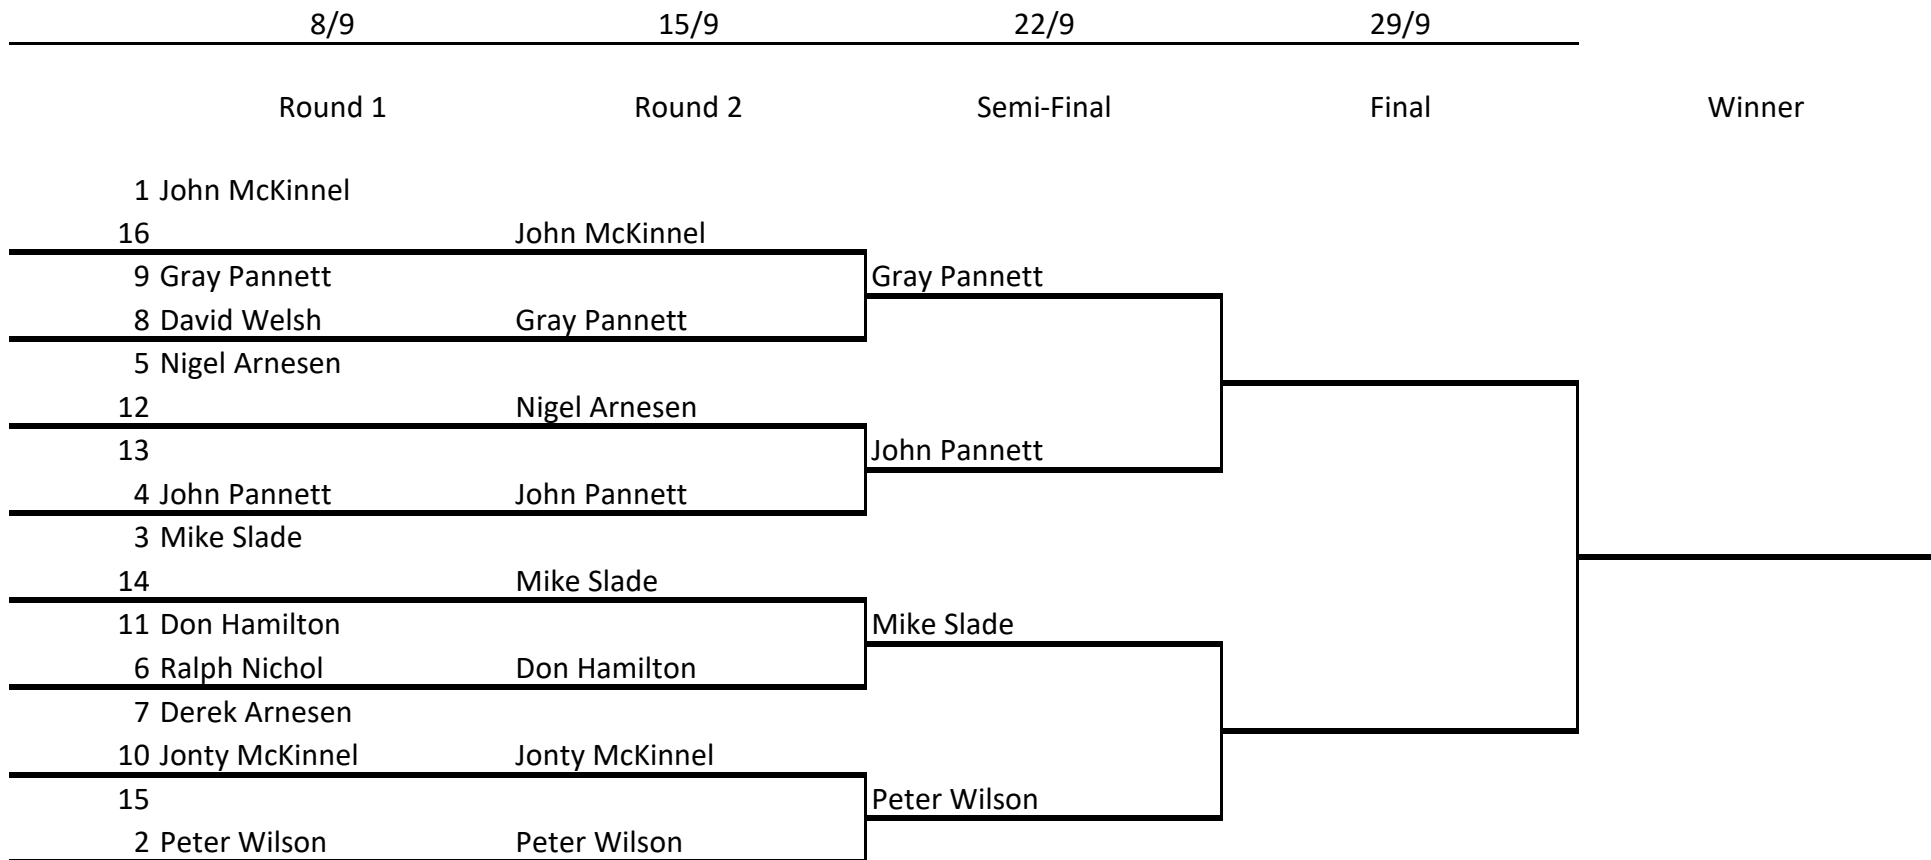 8/9 15/9 22/9 29/9
Round 1 Round 2 Semi-Final Final Winner
1 John McKinnel
16 John McKinnel
9 Gray Pannett Gray Pannett
8 David Welsh Gray Pannett
5 Nigel Arnesen
12 Nigel Arnesen
13 John Pannett
4 John Pannett John Pannett
3 Mike Slade
14 Mike Slade
11 Don Hamilton Mike Slade
6 Ralph Nichol Don Hamilton
7 Derek Arnesen
10 Jonty McKinnel Jonty McKinnel
15 Peter Wilson
2 Peter Wilson Peter Wilson